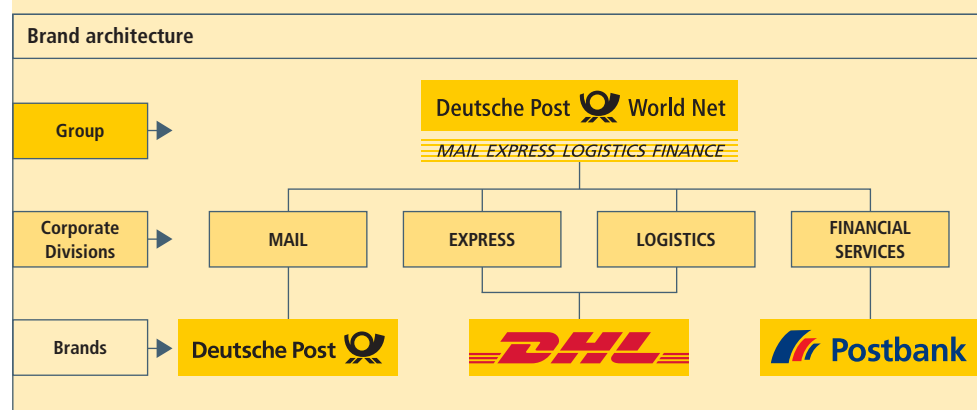 Brand architecture
Group
Deutsche Post World Net
MAIL EXPRESS LOGISTICS FINANCE
Corporate
Divisions
MAIL
EXPRESS
LOGISTICS
FINANCIAL
SERVICES
Brands
Deutsche Post
DHL
Postbank